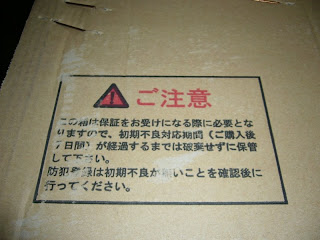 ご注意
この箱は保証をお受けになる際に必要とな
りますので、初期不良対応期間(ご購入後
7日間)が経過するまでは破棄せずに保管
して下さい。
防犯登録は初期不良が無いことを確認後に
行ってください。